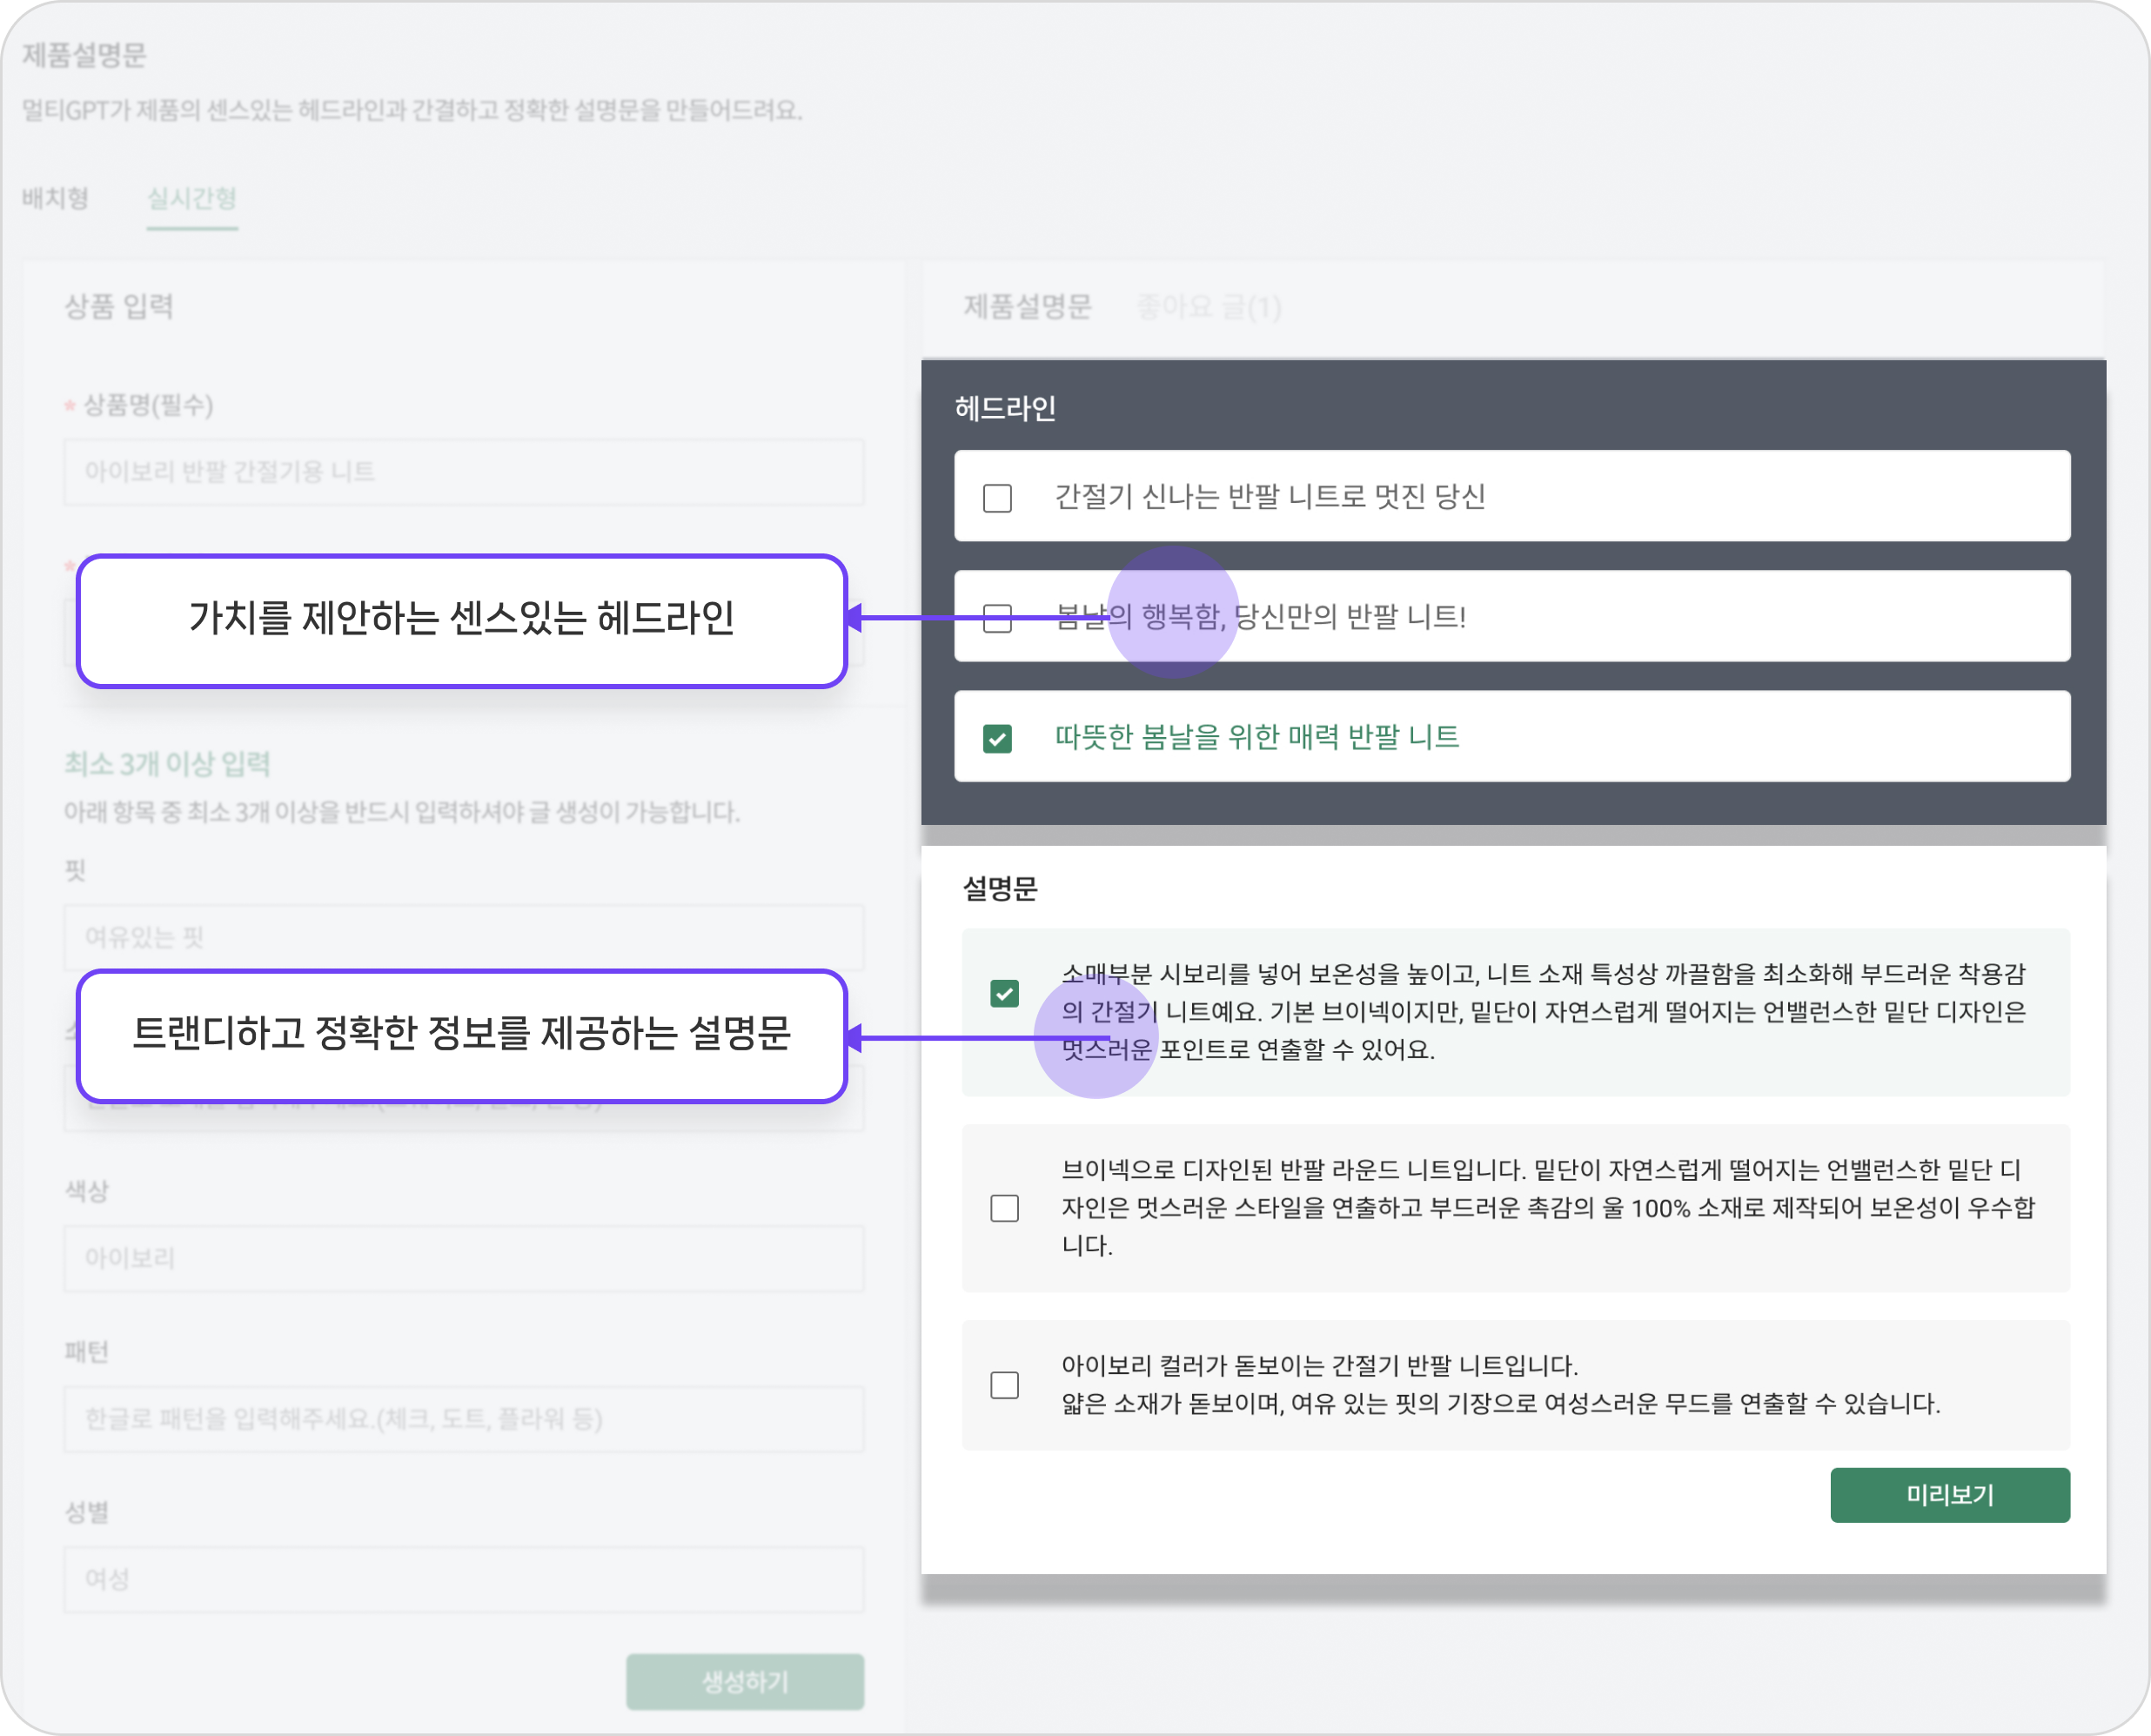 제품설명문
멀티GPT가 제품의 센스있는 헤드라인과 간결하고 정확한 설명문을 만들어드려요.
배치형
실시간형
상품 입력
* 상품명(필수)
아이보리 반팔 간절기용 니트
*
가치를 제안하는 센스있는 헤드라인
최소 3개 이상 입력
아래 항목 중 최소 3개 이상을 반드시 입력하셔야 글 생성이 가능합니다.
핏
여유있는 핏
트랜디하고 정확한 정보를 제공하는 설명문
색상
아이보리
패턴
한글로 패턴을 입력해주세요.(체크, 도트, 플라워 등)
성별
여성
생성하기
제품설명문
좋아요 글(1)
헤드라인
간절기 신나는 반팔 니트로 멋진 당신
봄날의 행복함, 당신만의 반팔 니트!
따뜻한 봄날을 위한 매력 반팔 니트
설명문
소매부분 시보리를 넣어 보온성을 높이고, 니트 소재 특성상 까끌함을 최소화해 부드러운 착용감
의 간절기 니트예요. 기본 브이넥이지만, 밑단이 자연스럽게 떨어지는 언밸런스한 밑단 디자인은
멋스러운 포인트로 연출할 수 있어요.
브이넥으로 디자인된 반팔 라운드 니트입니다. 밑단이 자연스럽게 떨어지는 언밸런스한 밑단 디
자인은 멋스러운 스타일을 연출하고 부드러운 촉감의 울 100% 소재로 제작되어 보온성이 우수합
니다.
아이보리 컬러가 돋보이는 간절기 반팔 니트입니다.
얇은 소재가 돋보이며, 여유 있는 핏의 기장으로 여성스러운 무드를 연출할 수 있습니다.
미리보기